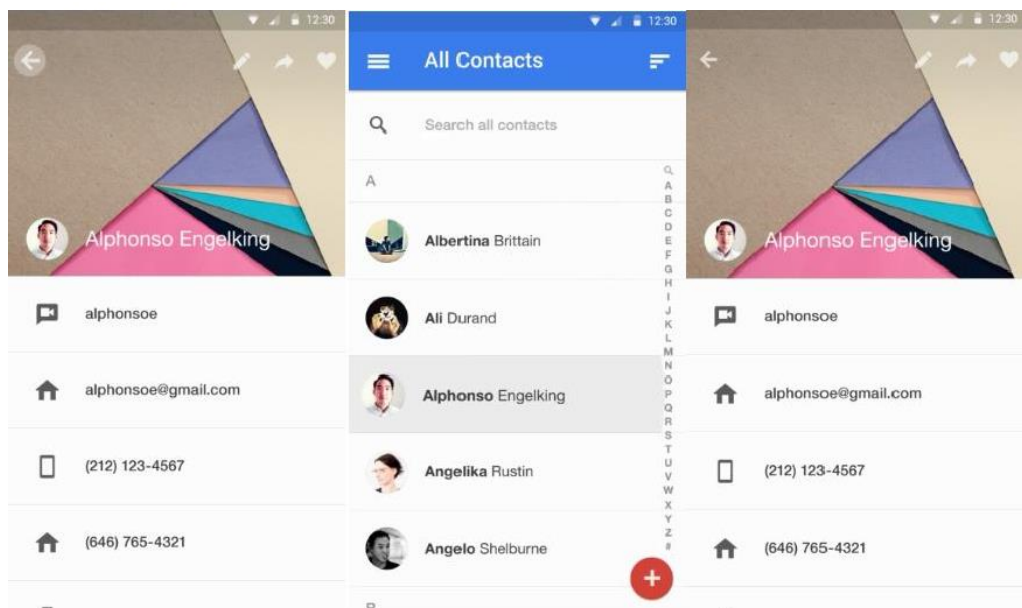 12:30
Alphonso Engelking
alphonsoe
alphonsoe@gmail.com
(212) 123-4567
(646) 765-4321
12:30
All Contacts
Search all contacts
A
Albertina Brittain
Ali Durand
Alphonso Engelking
Angelika Rustin
Angelo Shelburne
A
B
C
D
E
F
G
H
I
J
K
L
M
N
Ö
P
Q
R
S
T
U
V
W
X
Y
Z
#
12:30
Alphonso Engelking
alphonsoe
alphonsoe@gmail.com
(212) 123-4567
(646) 765-4321